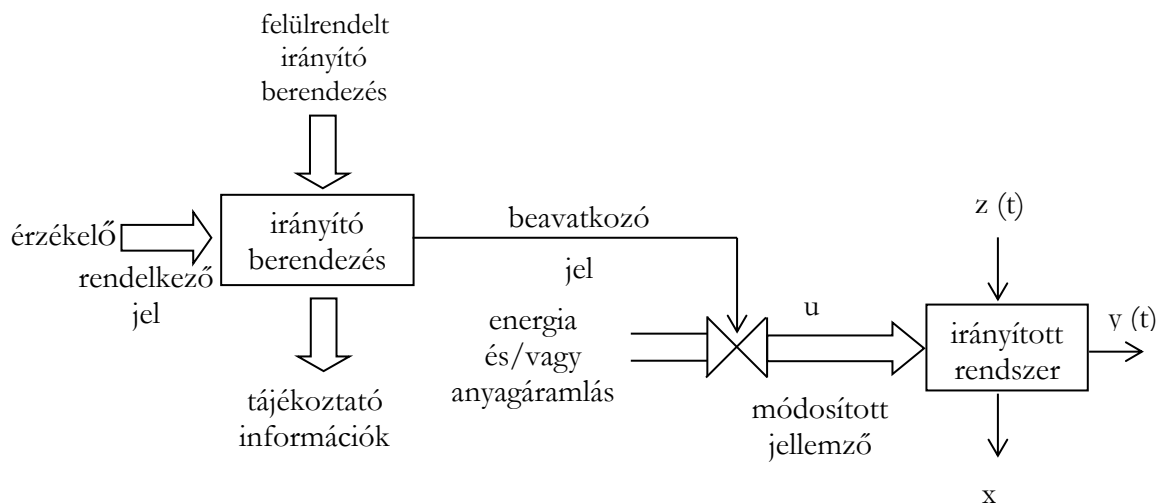 felülrendelt
irányító
berendezés
érzékelő
rendelkező
jel
irányító
berendezés
beavatkozó
jel
z (t)
energia
és/vagy
anyagáramlás
u
irányított
rendszer
y (t)
tájékoztató
információk
módosított
jellemző
x